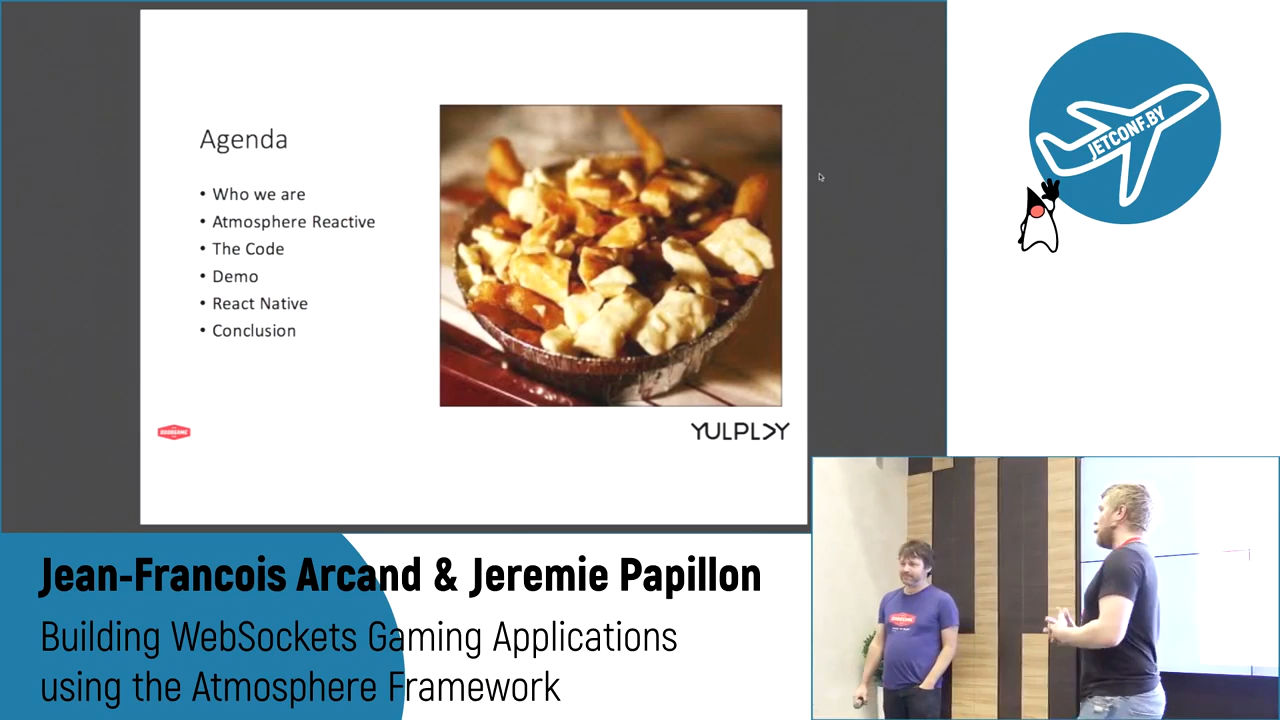 Agenda
• Who we are
• Atmosphere Reactive
• The Code
• Demo
• React Native
• Conclusion
YULPL>Y
JETCONF.BY
Jean-Francois Arcand & Jeremie Papillon
Building WebSockets Gaming Applications
using the Atmosphere Framework